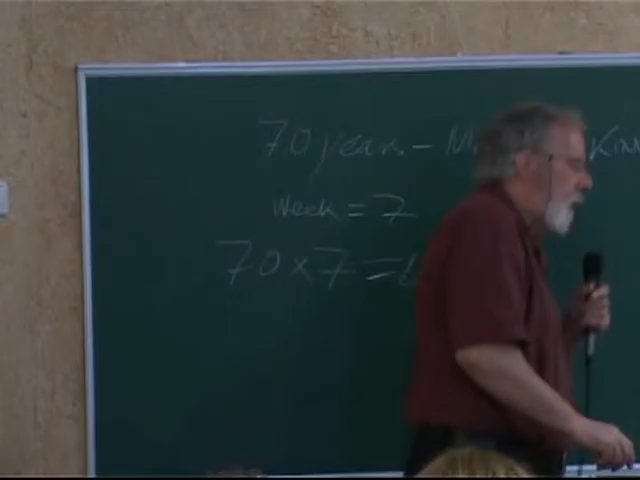 70 years -
week = 7
70 x 7 =